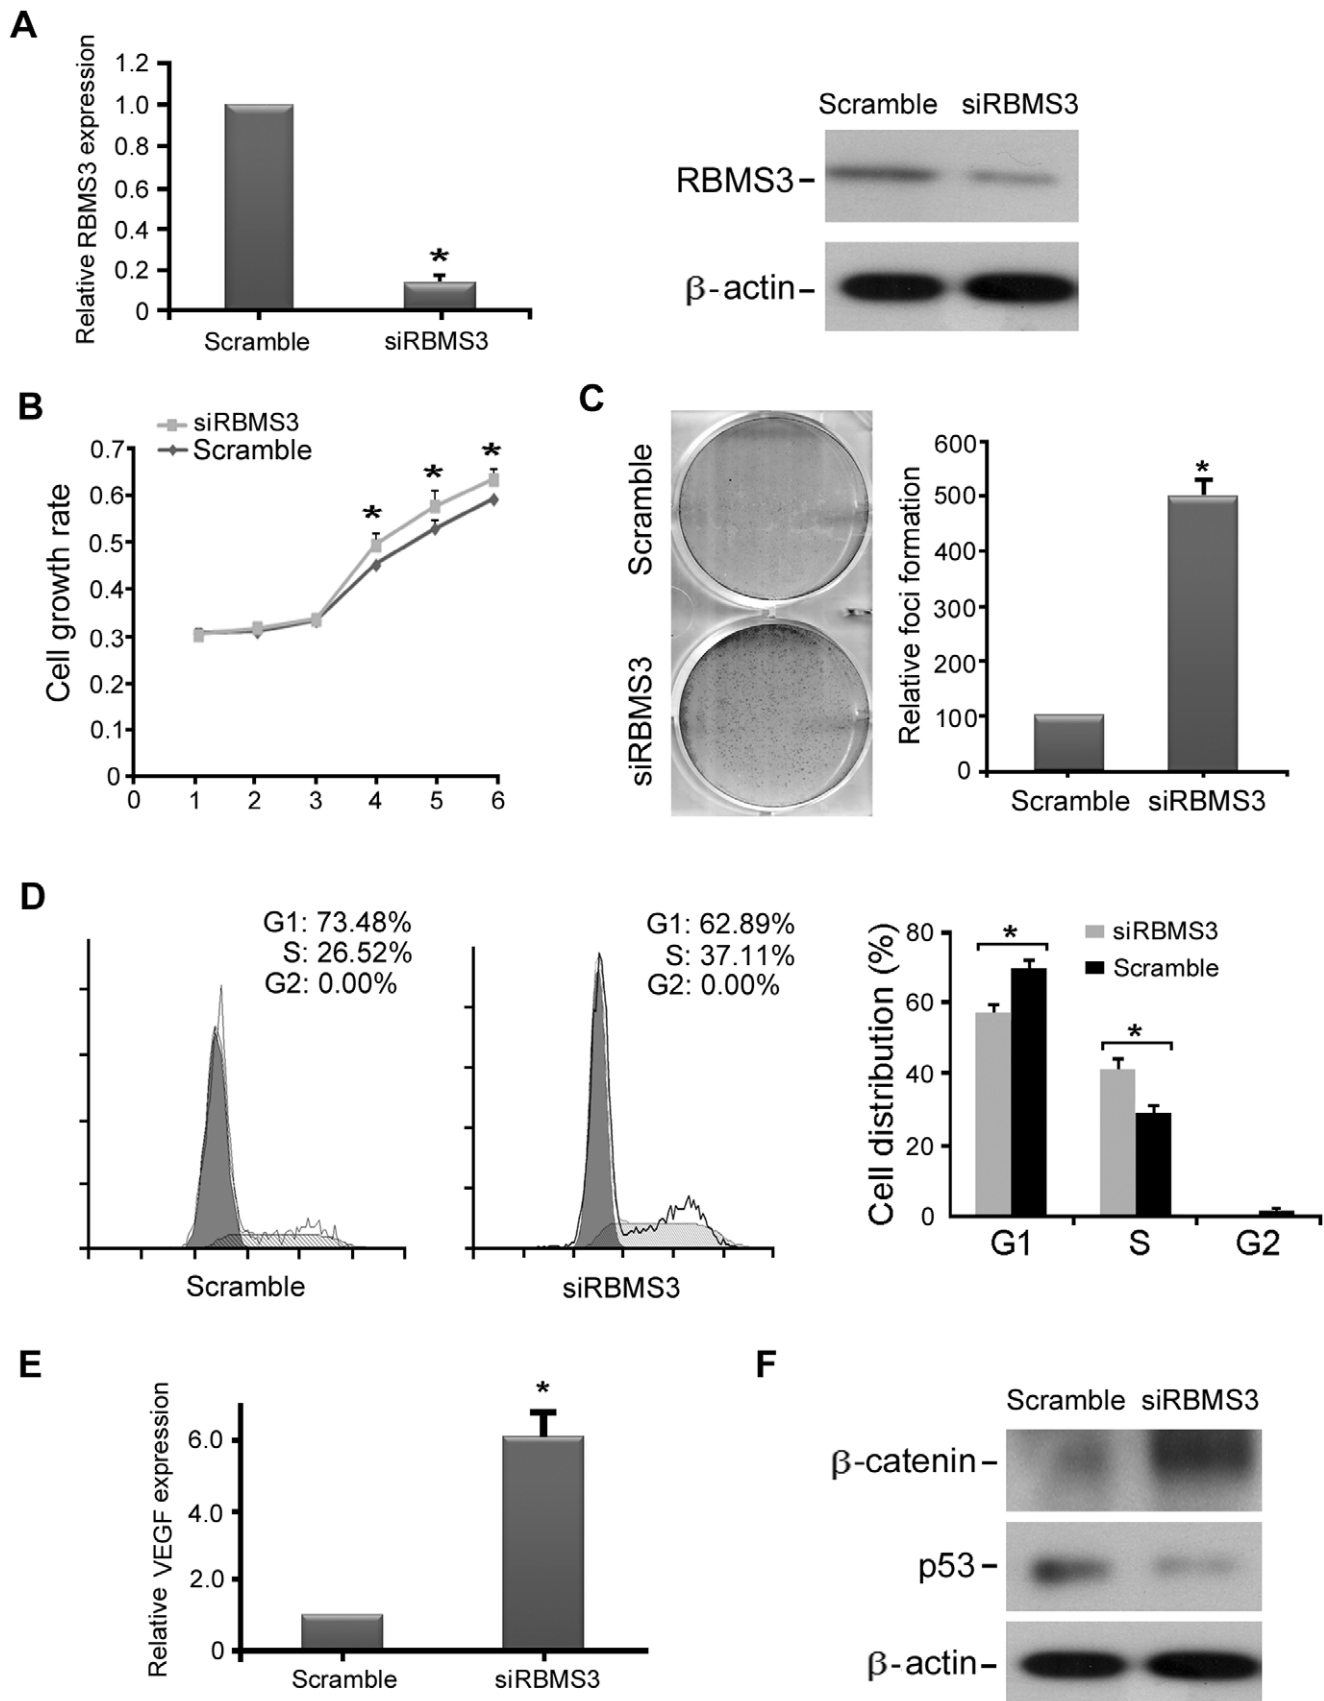 A
Relative RBMS3 expression
1.2
1.0
0.8
0.6
0.4
0.2
0
*
Scramble
siRBMS3
Scramble siRBMS3
RBMS3
β-actin
B
siRBMS3
Scramble
Cell growth rate
0.7
0.6
0.5
0.4
0.3
0.2
0.1
0
* * *
0 1 2 3 4 5 6
C
Scramble
siRBMS3
Relative foci formation
600
500
400
300
200
100
0
*
Scramble siRBMS3
D
G1: 73.48%
S: 26.52%
G2: 0.00%
Scramble
G1: 62.89%
S: 37.11%
G2: 0.00%
siRBMS3
Cell distribution (%)
80
60
40
20
0
*
*
siRBMS3
Scramble
G1 S G2
E
Relative VEGF expression
6.0
4.0
2.0
0
*
Scramble
siRBMS3
F
Scramble siRBMS3
β-catenin
p53
β-actin